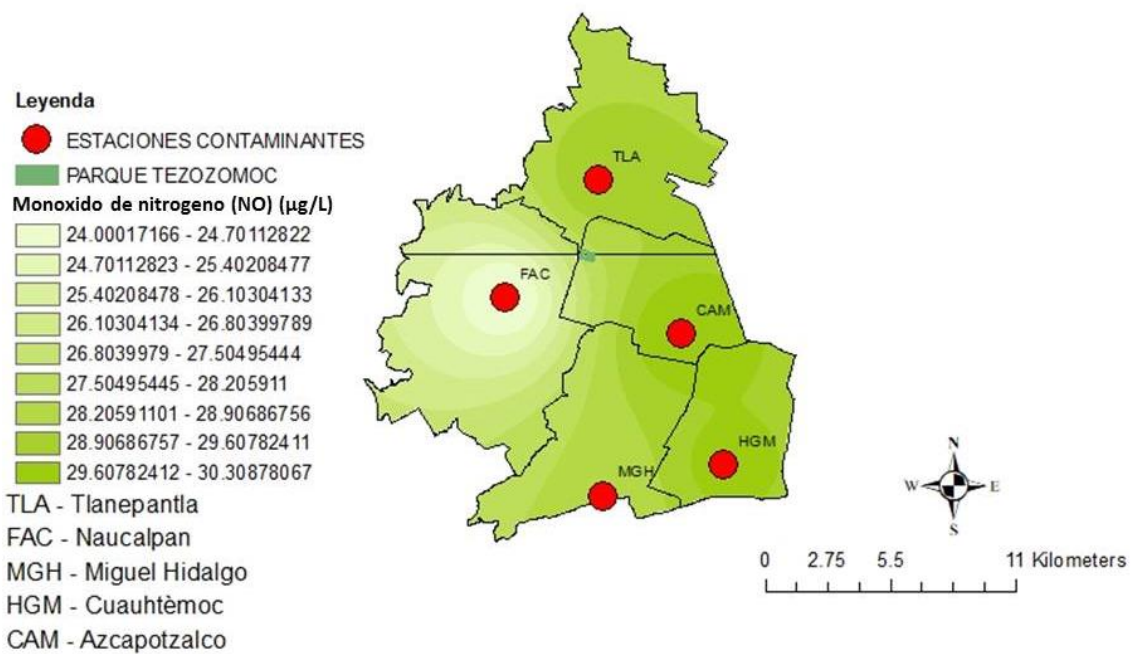 Leyenda
ESTACIONES CONTAMINANTES
PARQUE TEZOZOMOC
Monoxido de nitrogeno (NO) (µg/L)
24.00017166 - 24.70112822
24.70112823 - 25.40208477
25.40208478 - 26.10304133
26.10304134 - 26.80399789
26.8039979 - 27.50495444
27.50495445 - 28.205911
28.20591101 - 28.90686756
28.90686757 - 29.60782411
29.60782412 - 30.30878067
TLA - Tlanepantla
FAC - Naucalpan
MGH - Miguel Hidalgo
HGM - Cuauhtèmoc
CAM - Azcapotzalco
TLA
FAC
CAM
HGM
MGH
N
W E
S
0 2.75 5.5 11 Kilometers